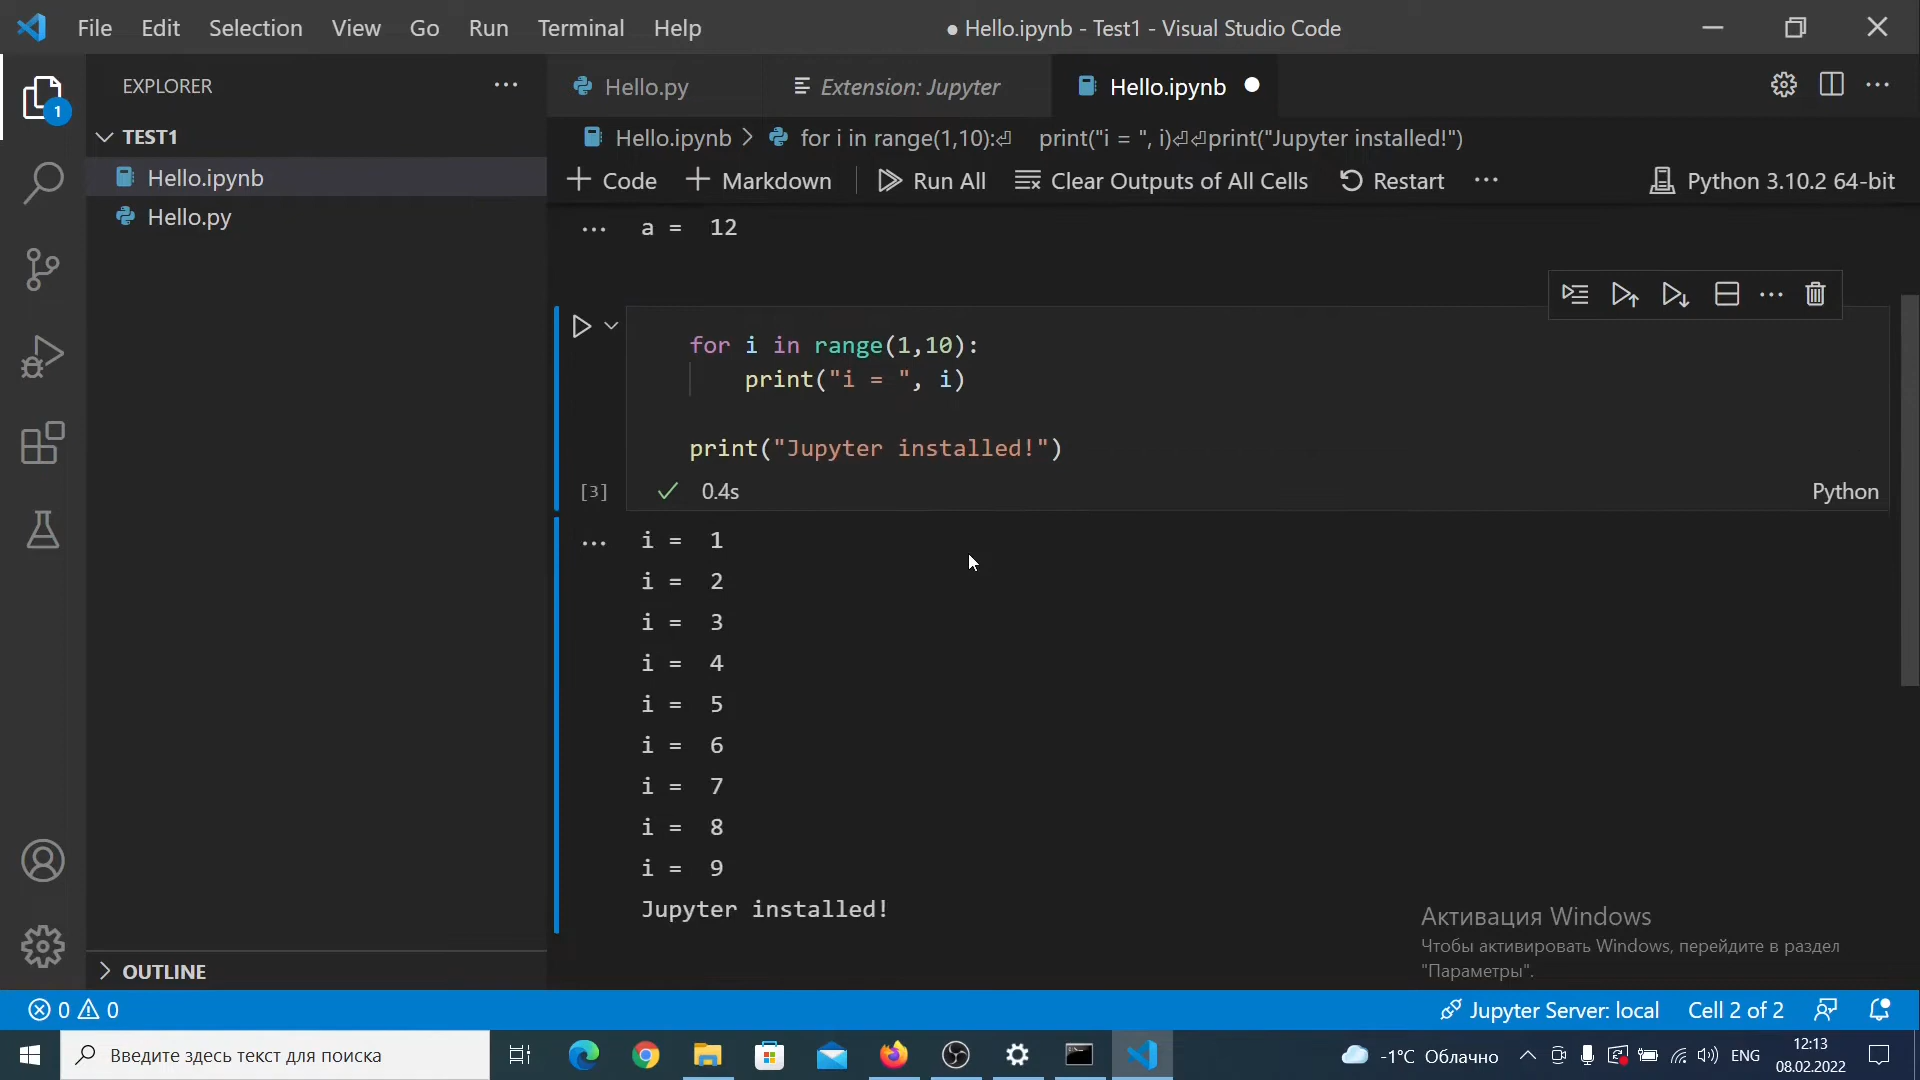 File Edit Selection View Go Run Terminal Help
● Hello.ipynb - Test1 - Visual Studio Code
EXPLORER
1
TEST1
Hello.ipynb
Hello.py
OUTLINE
Hello.py
Extension: Jupyter
Hello.ipynb
Hello.ipynb > for i in range(1,10):⏎ print("i = ", i)⏎⏎print("Jupyter installed!")
+ Code + Markdown Run All Clear Outputs of All Cells Restart ··· Python 3.10.2 64-bit
a =  12
for i in range(1,10):
    print("i = ", i)
print("Jupyter installed!")
[3] ✓ 0.4s Python
i =  1
i =  2
i =  3
i =  4
i =  5
i =  6
i =  7
i =  8
i =  9
Jupyter installed!
Активация Windows
Чтобы активировать Windows, перейдите в раздел
"Параметры".
0 0 Jupyter Server: local Cell 2 of 2
Введите здесь текст для поиска
-1°C Облачно
ENG
12:13
08.02.2022